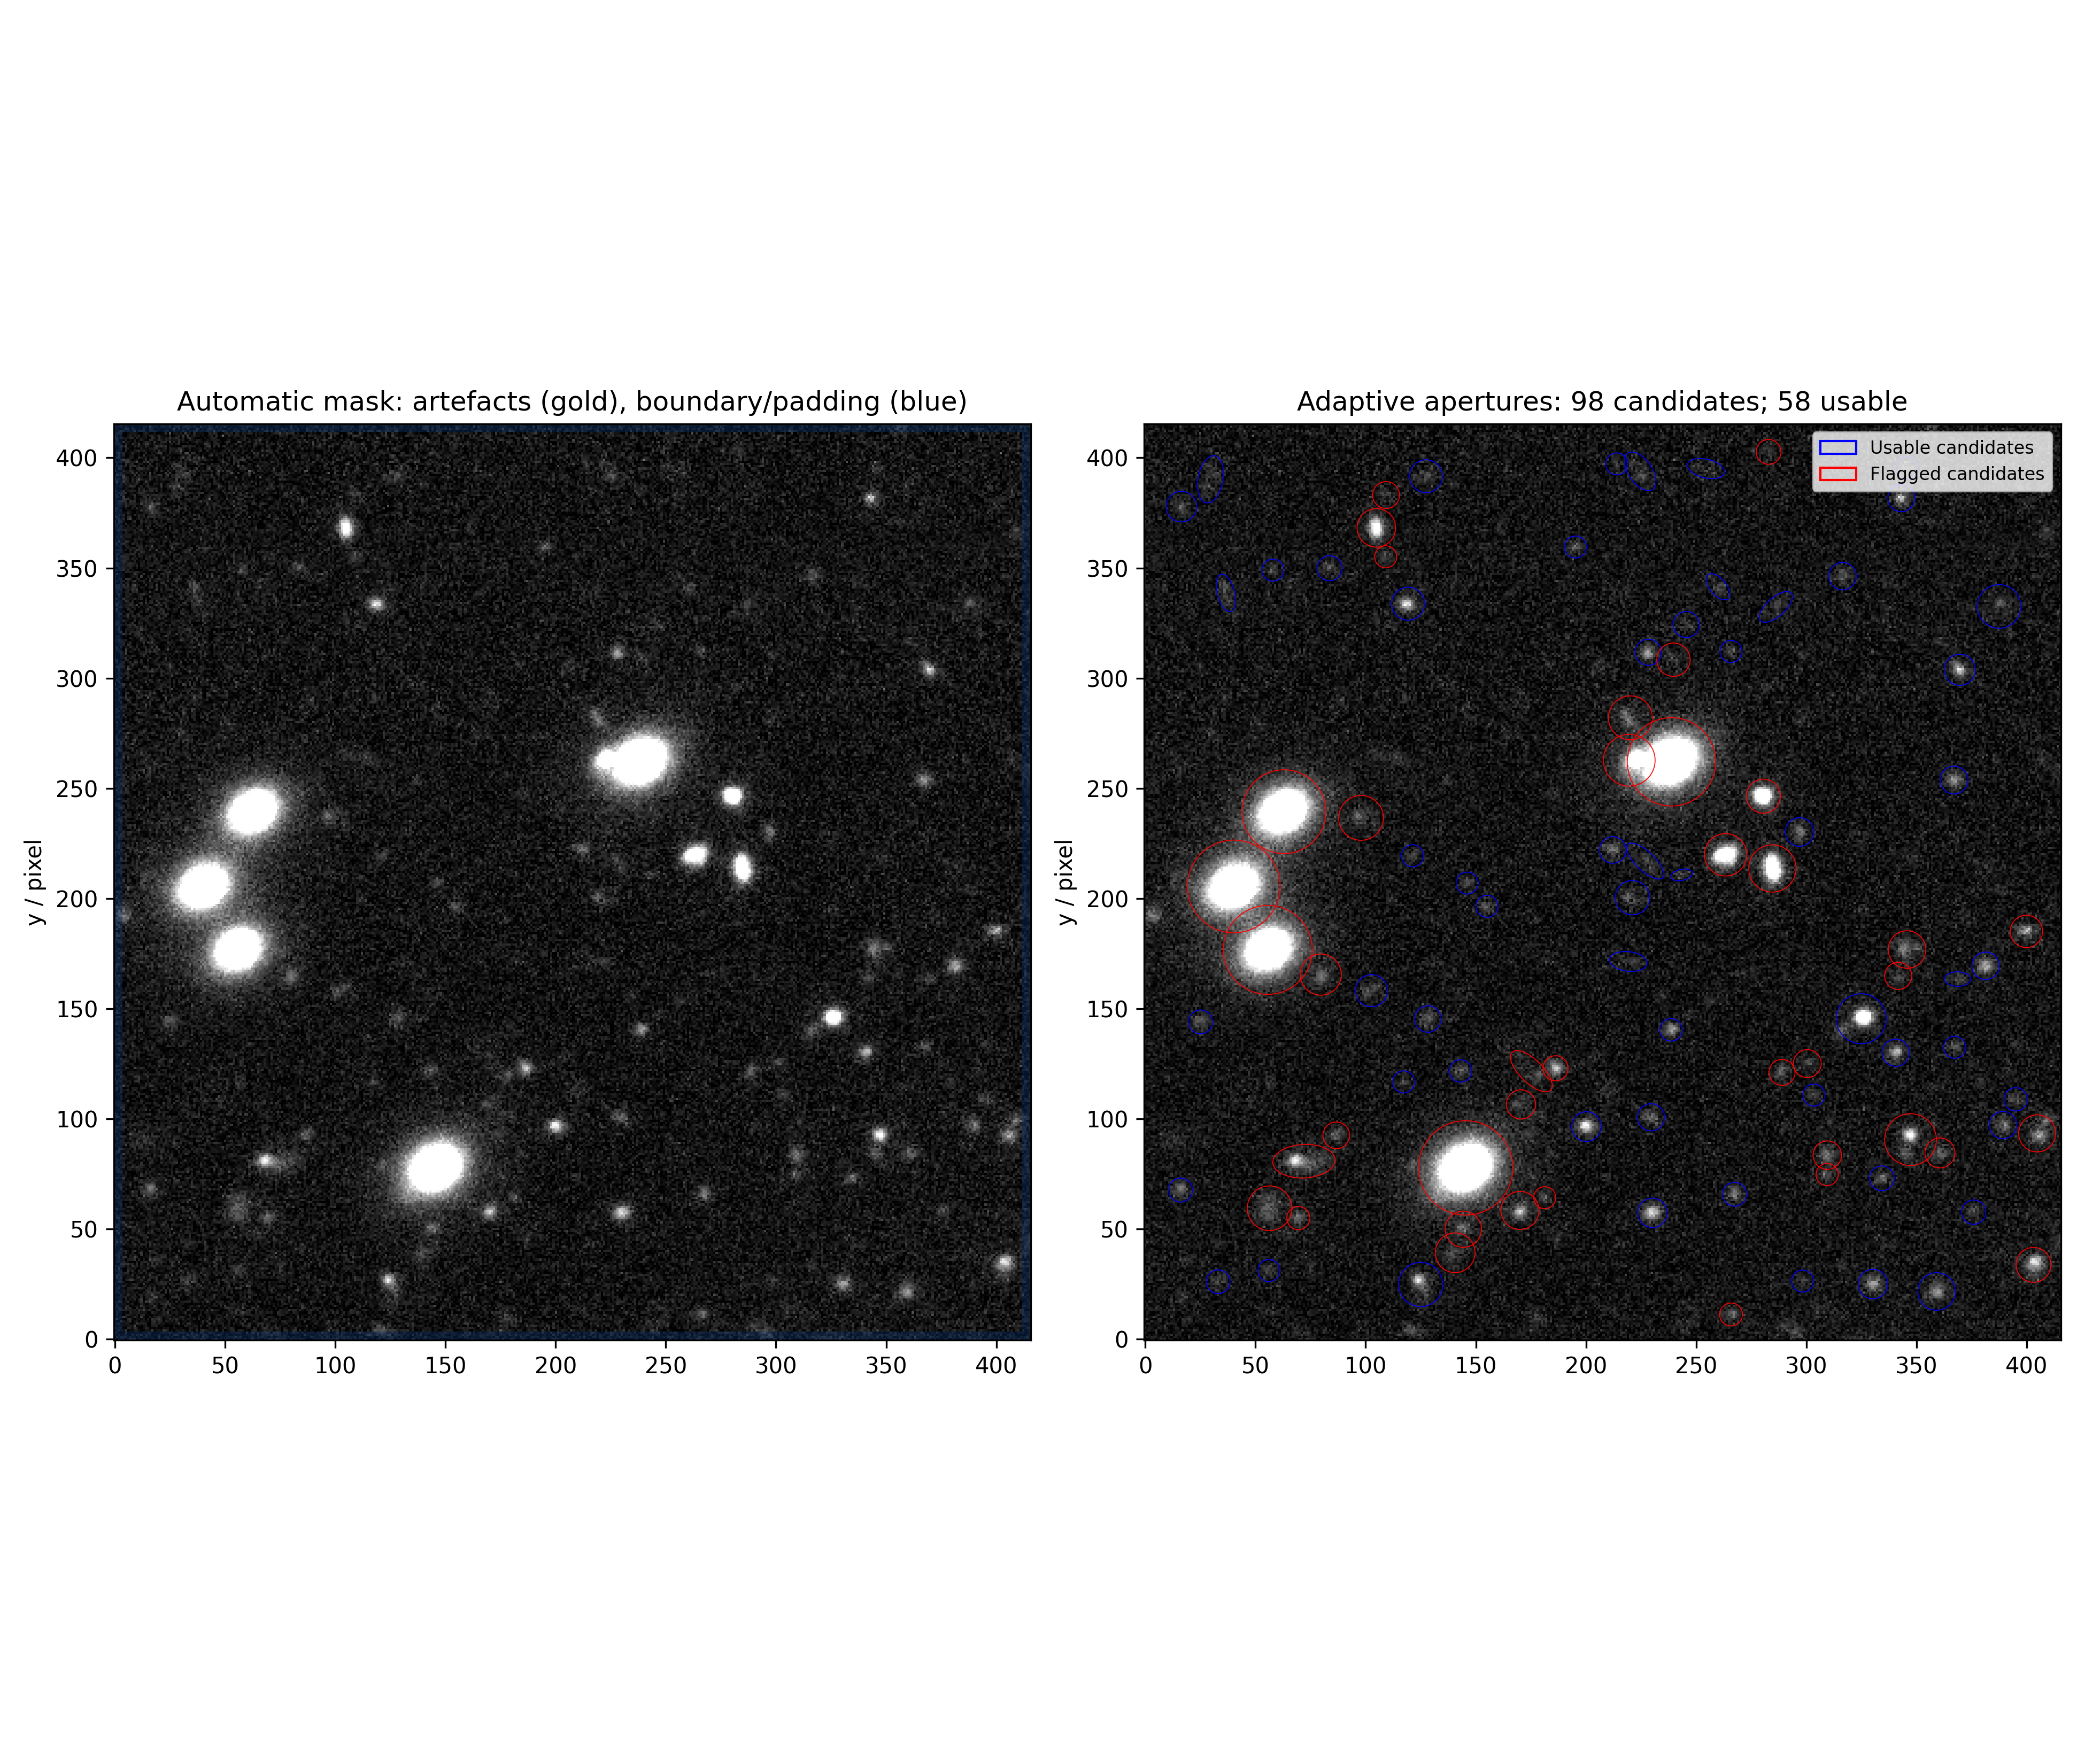 Automatic mask: artefacts (gold), boundary/padding (blue)
y / pixel
400
350
300
250
200
150
100
50
0
0 50 100 150 200 250 300 350 400
Adaptive apertures: 98 candidates; 58 usable
Usable candidates
Flagged candidates
y / pixel
400
350
300
250
200
150
100
50
0
0 50 100 150 200 250 300 350 400